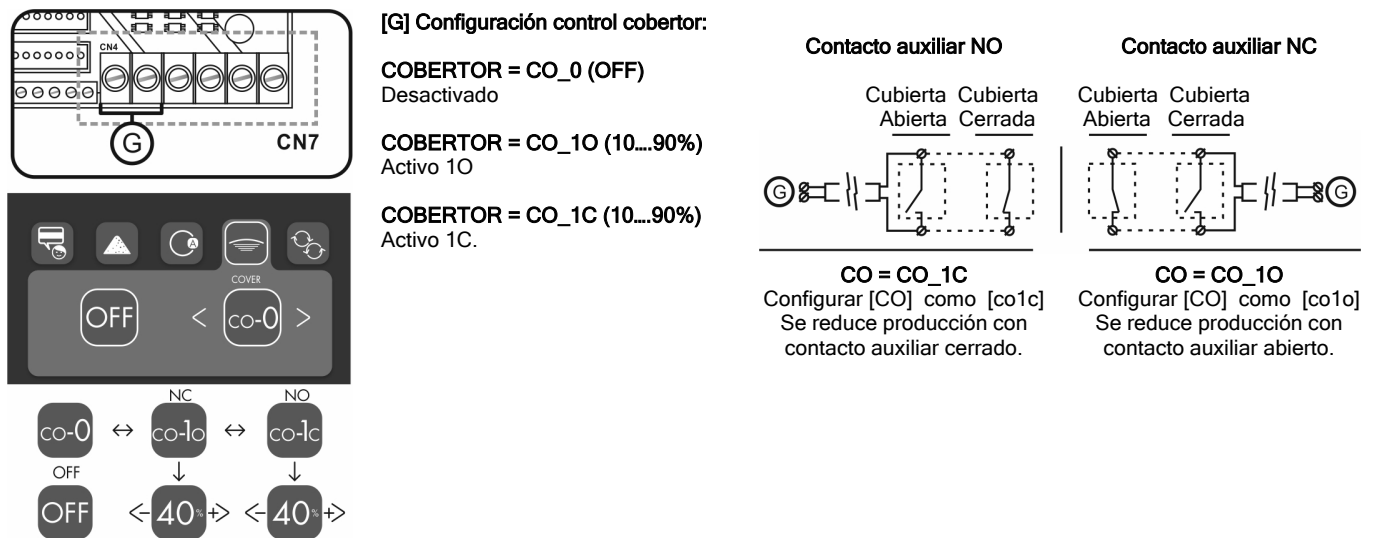 CN4
G
CN7
[G] Configuración control cobertor:
COBERTOR = CO_0 (OFF)
Desactivado
COBERTOR = CO_1O (10....90%)
Activo 1O
COBERTOR = CO_1C (10....90%)
Activo 1C.
A
COVER
OFF
<
co-0
>
NC
NO
co-0
↔
co-1o
↔
co-1c
OFF
↓
↓
OFF
<- 40% +>
<- 40% +>
Contacto auxiliar NO
Cubierta Cubierta
Abierta Cerrada
G
CO = CO_1C
Configurar [CO] como [co1c]
Se reduce producción con
contacto auxiliar cerrado.
Contacto auxiliar NC
Cubierta Cubierta
Abierta Cerrada
G
CO = CO_1O
Configurar [CO] como [co1o]
Se reduce producción con
contacto auxiliar abierto.